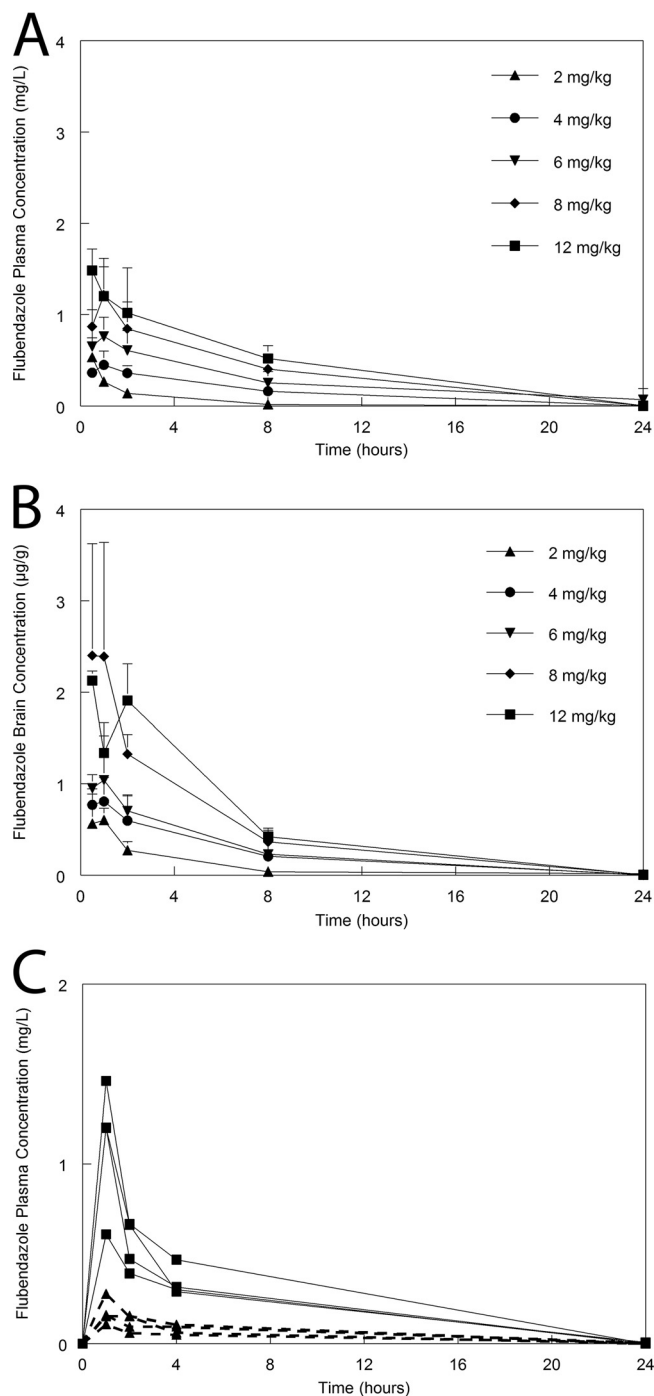 A
Flubendazole Plasma Concentration (mg/L)
4
3
2
1
0
2 mg/kg
4 mg/kg
6 mg/kg
8 mg/kg
12 mg/kg
0 4 8 12 16 20 24
Time (hours)
B
Flubendazole Brain Concentration (µg/g)
4
3
2
1
0
2 mg/kg
4 mg/kg
6 mg/kg
8 mg/kg
12 mg/kg
0 4 8 12 16 20 24
Time (hours)
C
Flubendazole Plasma Concentration (mg/L)
2
1
0
0 4 8 12 16 20 24
Time (hours)